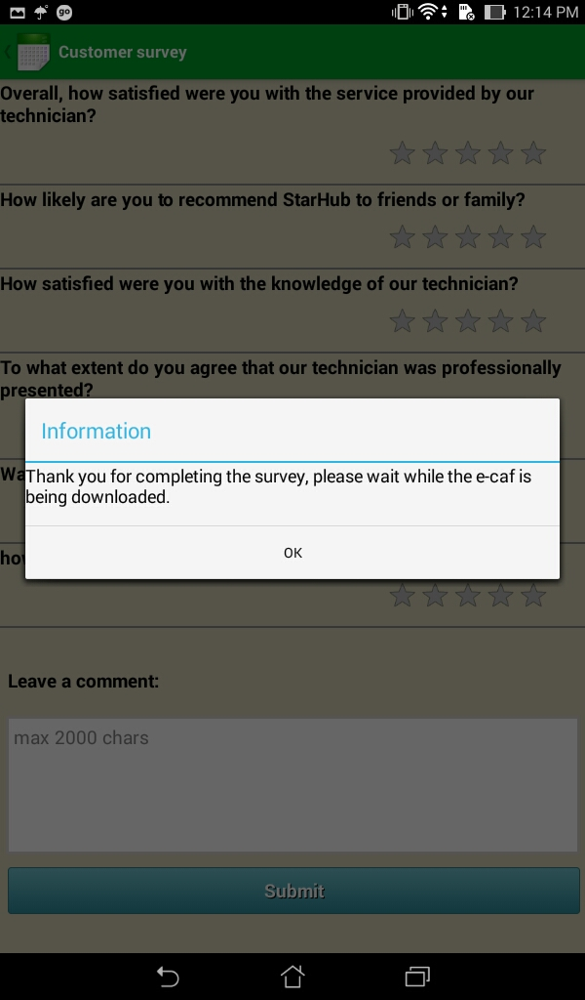 go
12:14 PM
Customer survey
Overall, how satisfied were you with the service provided by our
technician?
How likely are you to recommend StarHub to friends or family?
How satisfied were you with the knowledge of our technician?
To what extent do you agree that our technician was professionally
presented?
Information
Wa
Thank you for completing the survey, please wait while the e-caf is
being downloaded.
OK
Leave a comment:
max 2000 chars
Submit